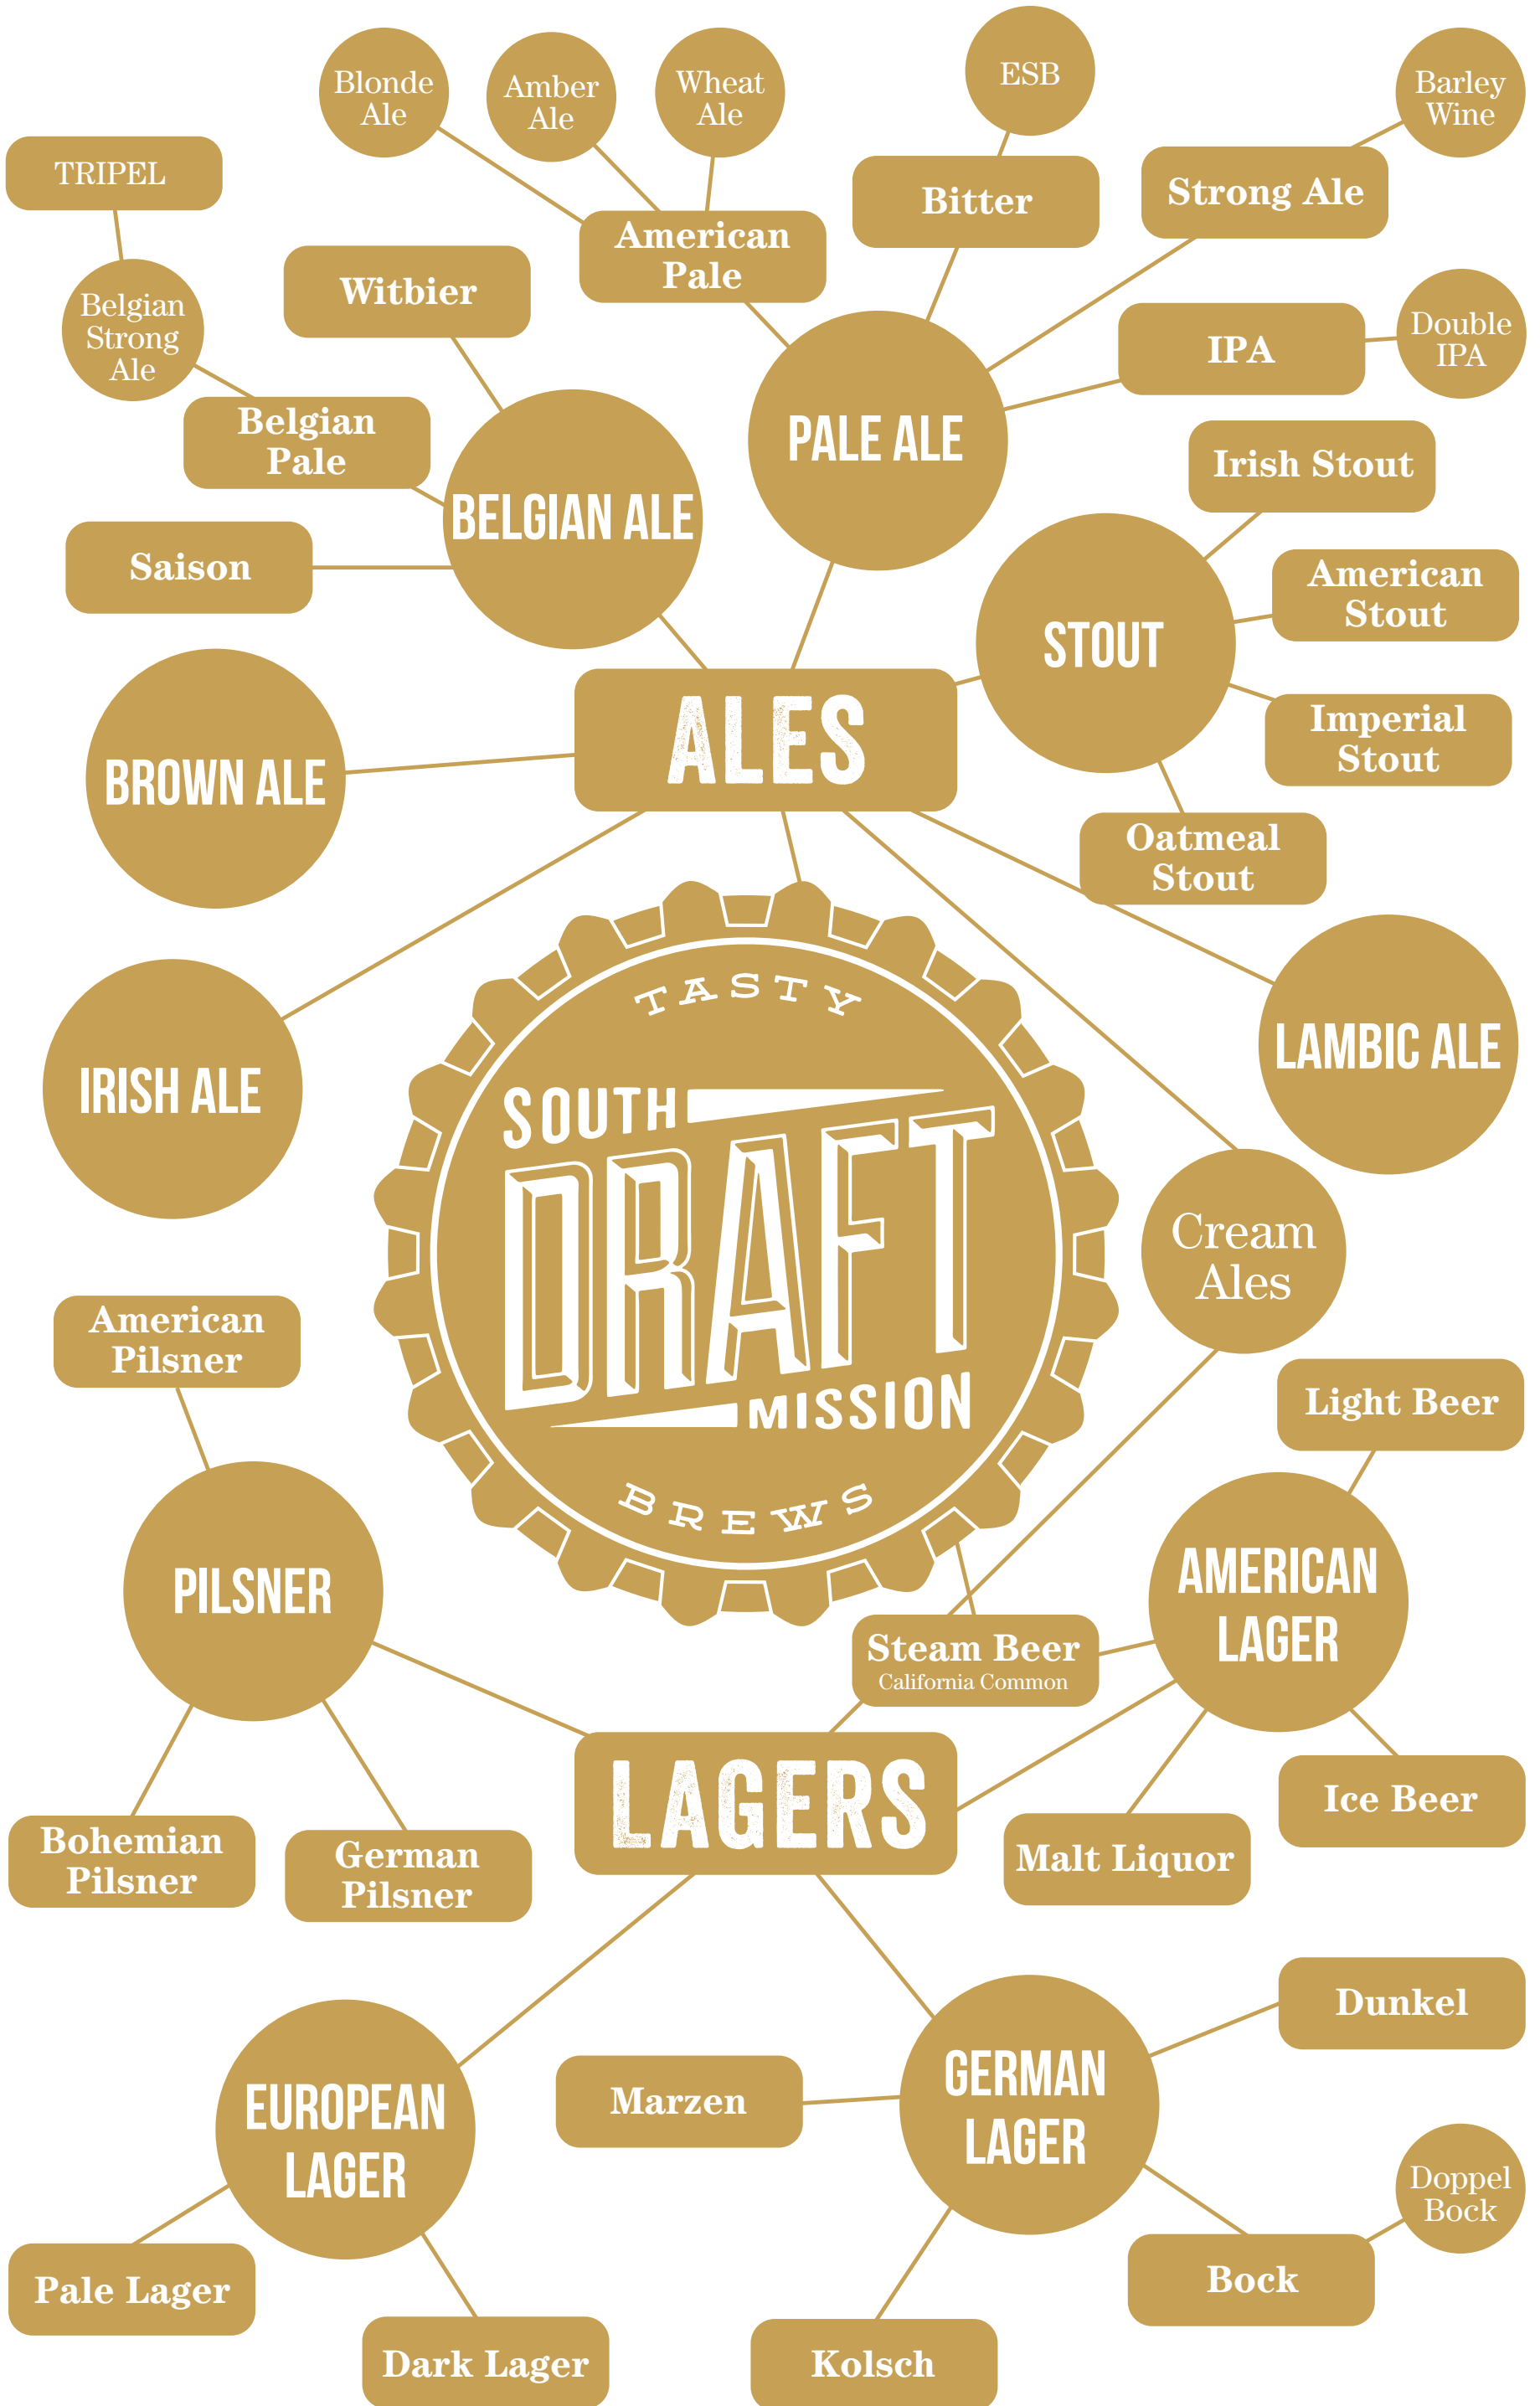 Blonde
Ale
Amber
Ale
Wheat
Ale
ESB
Barley
Wine
TRIPEL
Bitter
Strong Ale
American
Pale
Witbier
Belgian
Strong
Ale
IPA
Double
IPA
Belgian
Pale
PALE ALE
Irish Stout
BELGIAN ALE
Saison
American
Stout
STOUT
ALES
Imperial
Stout
BROWN ALE
Oatmeal
Stout
IRISH ALE
LAMBIC ALE
TASTY
SOUTH
DRAFT
MISSION
BREWS
Cream
Ales
American
Pilsner
Light Beer
PILSNER
AMERICAN
LAGER
Steam Beer
California Common
LAGERS
Ice Beer
Malt Liquor
Bohemian
Pilsner
German
Pilsner
Dunkel
EUROPEAN
LAGER
Marzen
GERMAN
LAGER
Doppel
Bock
Pale Lager
Bock
Dark Lager
Kolsch